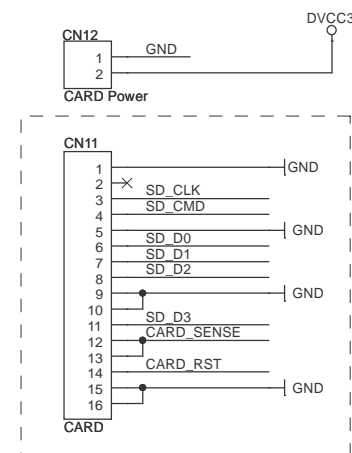 DVCC3
CN12
1 GND
2
CARD Power
CN11
1 GND
2
3 SD_CLK
4 SD_CMD
5 GND
6 SD_D0
7 SD_D1
8 SD_D2
9 GND
10
11 SD_D3
12 CARD_SENSE
13
14 CARD_RST
15 GND
16
CARD